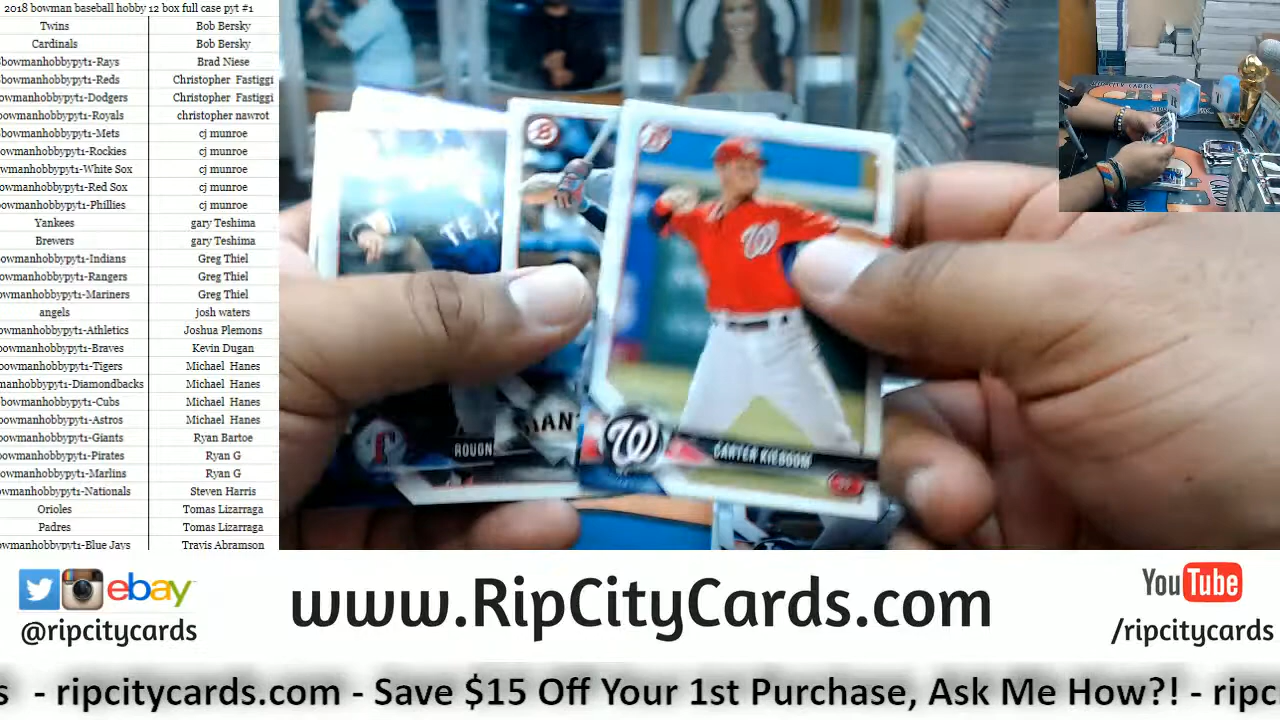 2018 bowman baseball hobby 12 box full case pyt #1
Twins Bob Bersky
Cardinals Bob Bersky
bowmanhobbypyt1-Rays Brad Niese
owmanhobbypyt1-Reds Christopher Fastiggi
owmanhobbypyt1-Dodgers Christopher Fastiggi
owmanhobbypyt1-Royals christopher nawrot
owmanhobbypyt1-Mets cj munroe
owmanhobbypyt1-Rockies cj munroe
wmanhobbypyt1-White Sox cj munroe
wmanhobbypyt1-Red Sox cj munroe
owmanhobbypyt1-Phillies cj munroe
Yankees gary Teshima
Brewers gary Teshima
owmanhobbypyt1-Indians Greg Thiel
owmanhobbypyt1-Rangers Greg Thiel
owmanhobbypyt1-Mariners Greg Thiel
angels josh waters
owmanhobbypyt1-Athletics Joshua Plemons
owmanhobbypyt1-Braves Kevin Dugan
owmanhobbypyt1-Tigers Michael Hanes
manhobbypyt1-Diamondbacks Michael Hanes
bowmanhobbypyt1-Cubs Michael Hanes
owmanhobbypyt1-Astros Michael Hanes
owmanhobbypyt1-Giants Ryan Bartoe
owmanhobbypyt1-Pirates Ryan G
owmanhobbypyt1-Marlins Ryan G
owmanhobbypyt1-Nationals Steven Harris
Orioles Tomas Lizarraga
Padres Tomas Lizarraga
owmanhobbypyt1-Blue Jays Travis Abramson
TEX
W
ROUGN
GIANT
W
CARTER KIEBOOM
ebay
@ripcitycards
www.RipCityCards.com
YouTube
/ripcitycards
s - ripcitycards.com - Save $15 Off Your 1st Purchase, Ask Me How?! - ripc